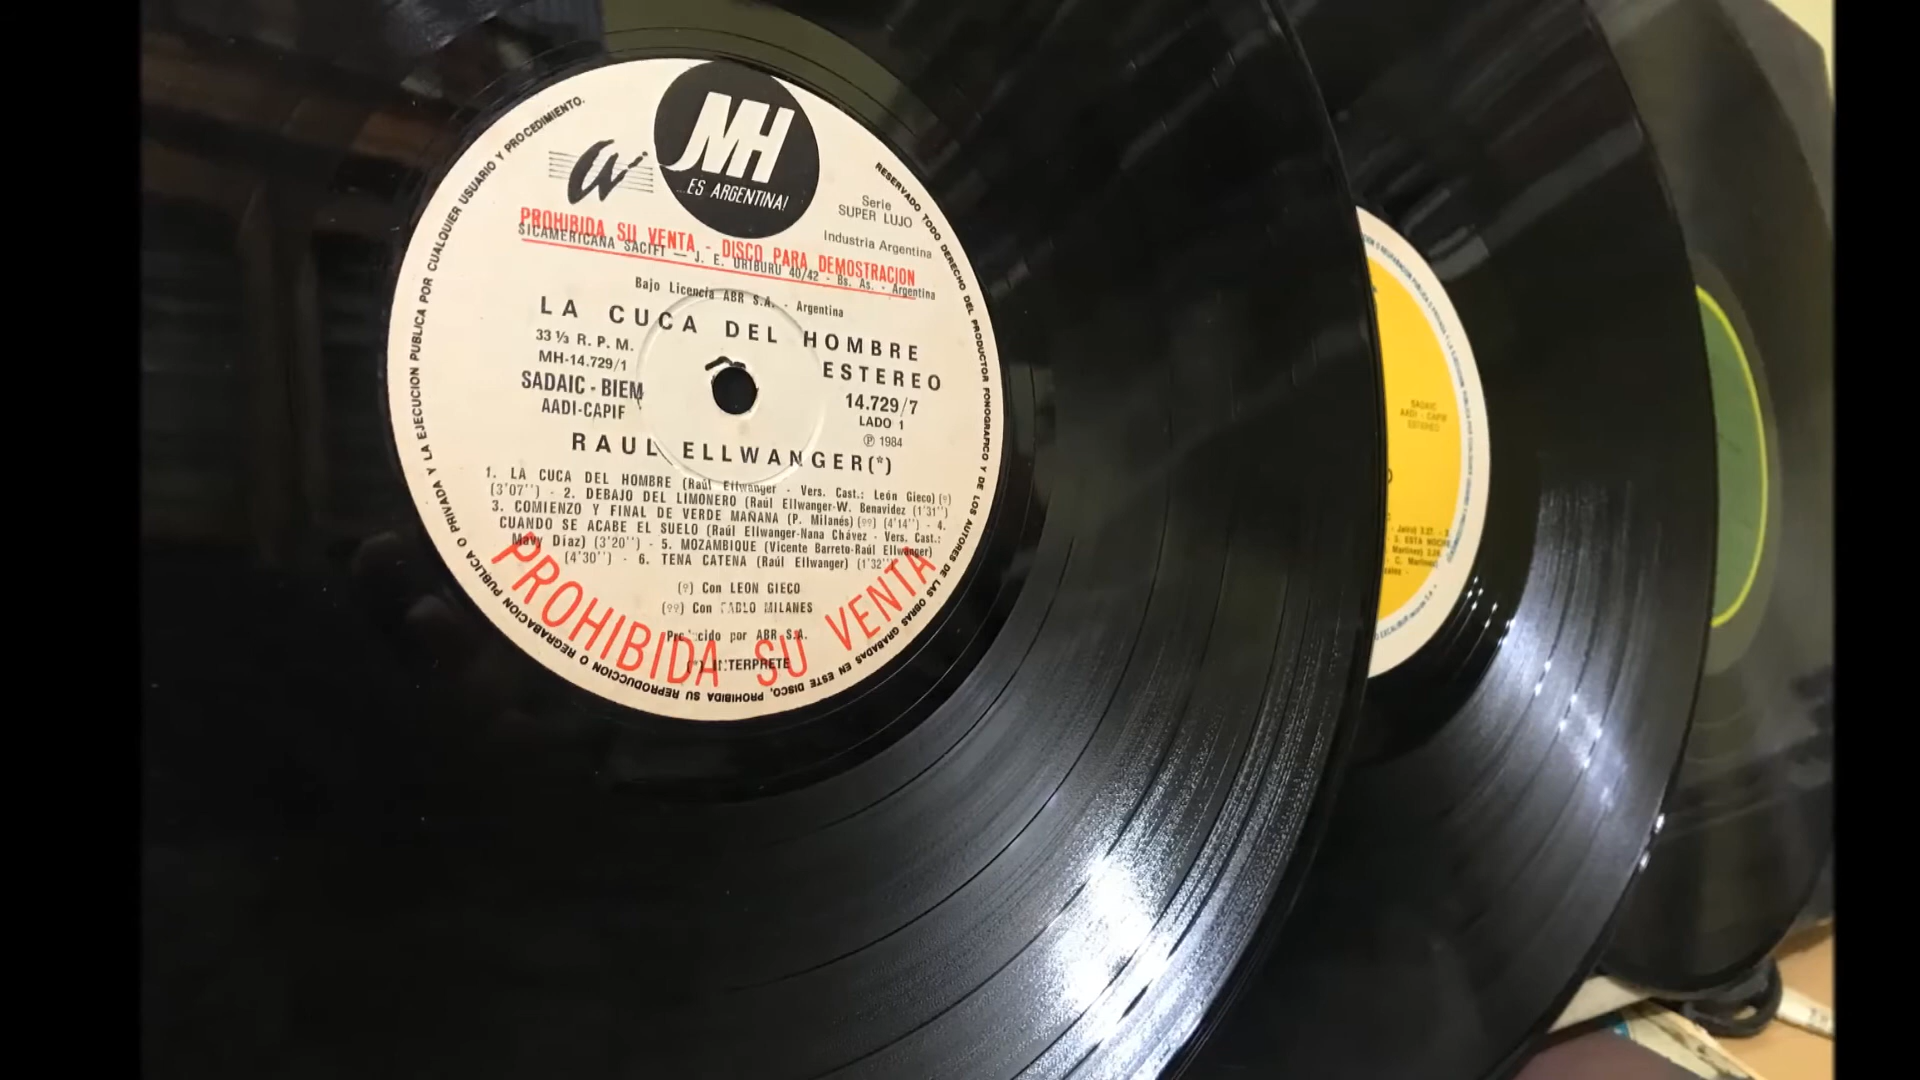 MH
...ES ARGENTINA!
Serie
SUPER LUJO
Industria Argentina
PROHIBIDA SU VENTA - DISCO PARA DEMOSTRACION
SICAMERICANA SACIFI — J. E. URIBURU 40/42 - Bs. As. - Argentina
Bajo Licencia ABR S.A. - Argentina
LA CUCA DEL HOMBRE
33 ⅓ R. P. M.
MH-14.729/1
SADAIC - BIEM
AADI-CAPIF
ESTEREO
14.729/7
LADO 1
℗ 1984
RAUL ELLWANGER(*)
1. LA CUCA DEL HOMBRE (Raúl Ellwanger - Vers. Cast.: León Gieco) (º)
(3'07'') - 2. DEBAJO DEL LIMONERO (Raúl Ellwanger-W. Benavidez (1'31'')
3. COMIENZO Y FINAL DE VERDE MAÑANA (P. Milanés) (ºº) (4'14'') - 4.
CUANDO SE ACABE EL SUELO (Raúl Ellwanger-Nana Chávez - Vers. Cast.:
Mavy Díaz) (3'20'') - 5. MOZAMBIQUE (Vicente Barreto-Raúl Ellwanger)
(4'30'') - 6. TENA CATENA (Raúl Ellwanger) (1'32'')
(º) Con LEON GIECO
(ºº) Con PABLO MILANES
Producido por ABR S.A.
(*) INTERPRETE
PROHIBIDA SU VENTA
RESERVADO TODO DERECHO DEL PRODUCTOR FONOGRAFICO Y DE LOS AUTORES DE LAS OBRAS GRABADAS EN ESTE DISCO, PROHIBIDA SU REPRODUCCION O REGRABACION PUBLICA O PRIVADA Y LA EJECUCION PUBLICA POR CUALQUIER USUARIO Y PROCEDIMIENTO.
SADAIC
AADI - CAPIF
ESTEREO
ESTA NOCHE